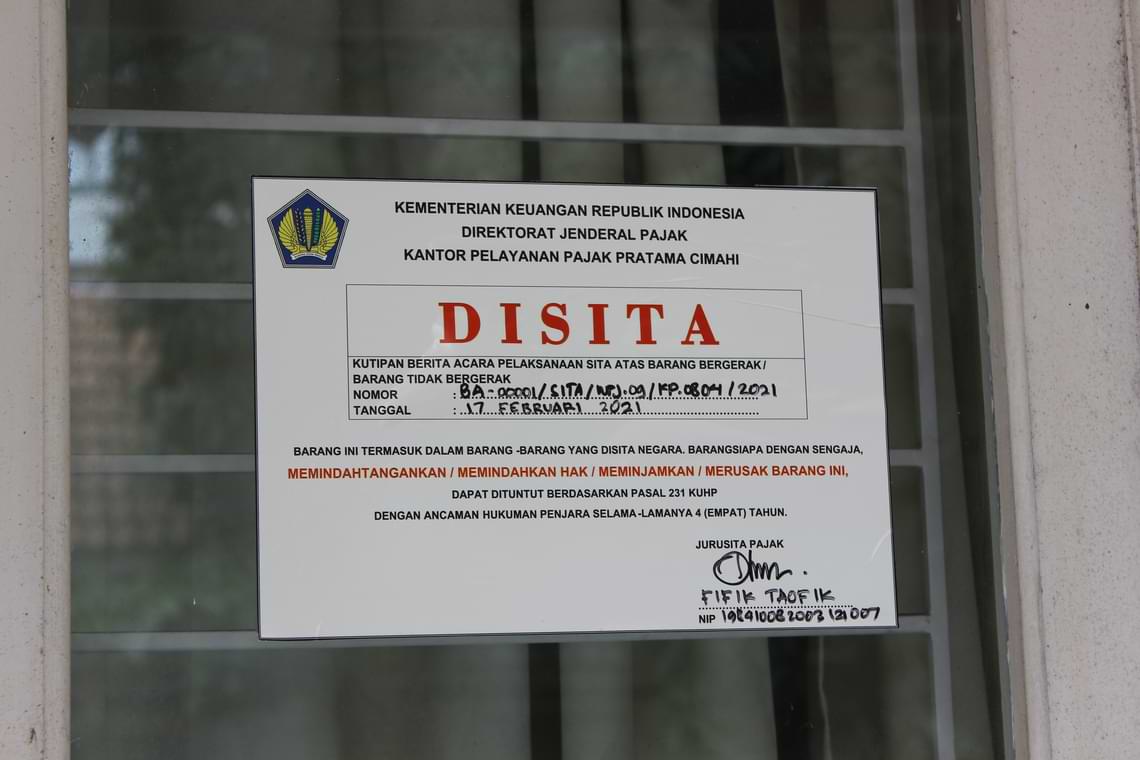 KEMENTERIAN KEUANGAN REPUBLIK INDONESIA
DIREKTORAT JENDERAL PAJAK
KANTOR PELAYANAN PAJAK PRATAMA CIMAHI
DISITA
KUTIPAN BERITA ACARA PELAKSANAAN SITA ATAS BARANG BERGERAK /
BARANG TIDAK BERGERAK
NOMOR : BA-00001/SITA/WPJ.09/KP.0804/2021
TANGGAL : 17 FEBRUARI 2021
BARANG INI TERMASUK DALAM BARANG -BARANG YANG DISITA NEGARA. BARANGSIAPA DENGAN SENGAJA,
MEMINDAHTANGANKAN / MEMINDAHKAN HAK / MEMINJAMKAN / MERUSAK BARANG INI,
DAPAT DITUNTUT BERDASARKAN PASAL 231 KUHP
DENGAN ANCAMAN HUKUMAN PENJARA SELAMA-LAMANYA 4 (EMPAT) TAHUN.
JURUSITA PAJAK
FIFIK TAOFIK
NIP